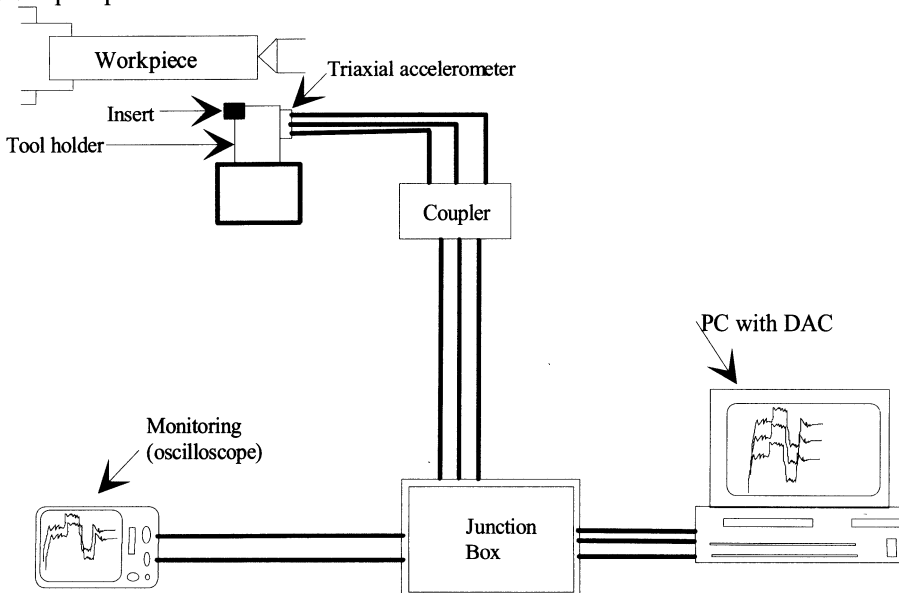 Workpiece
Triaxial accelerometer
Insert
Tool holder
Coupler
PC with DAC
Monitoring
(oscilloscope)
Junction
Box